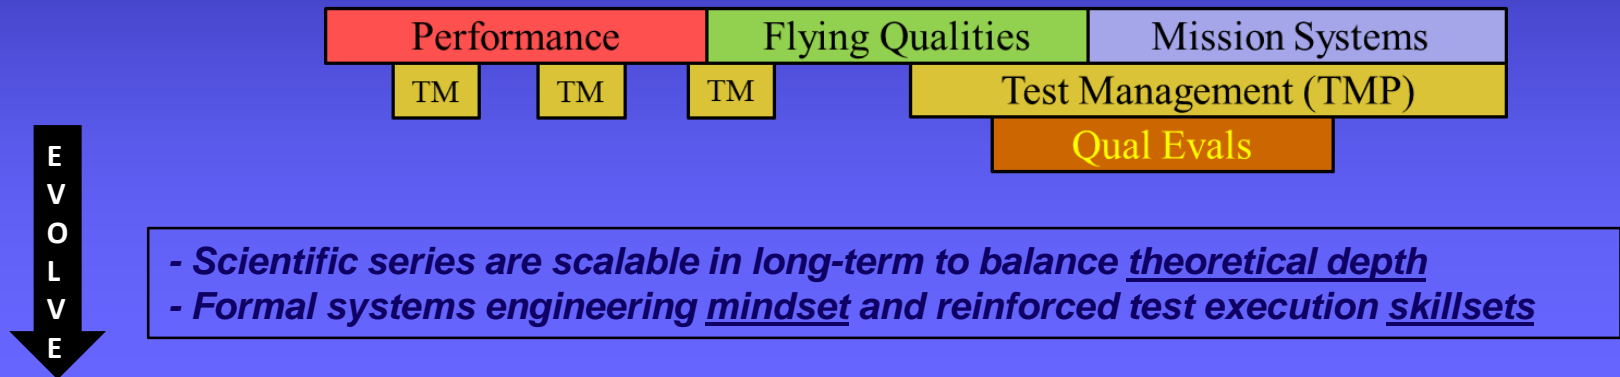 Performance Flying Qualities Mission Systems
TM TM TM Test Management (TMP)
Qual Evals
EVOLVE
- Scientific series are scalable in long-term to balance theoretical depth
- Formal systems engineering mindset and reinforced test execution skillsets